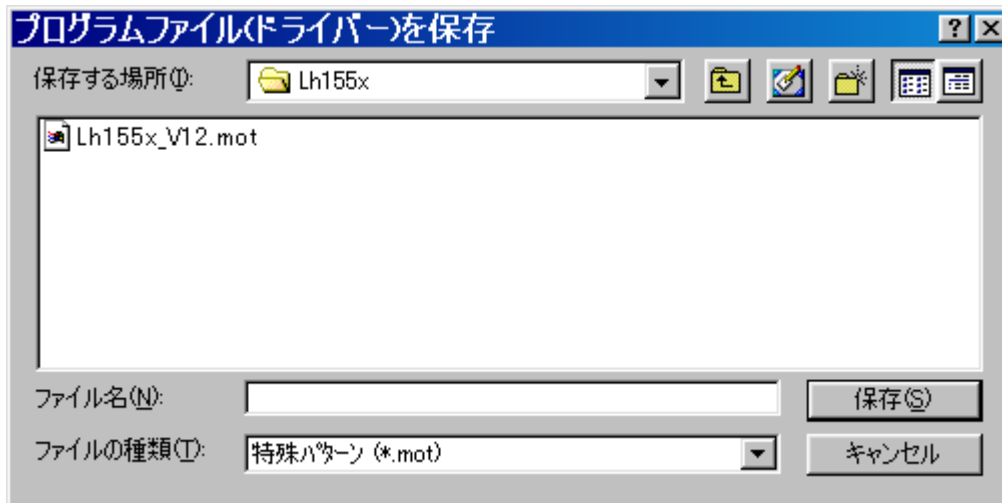 プログラムファイル(ドライバー)を保存
保存する場所(I): Lh155x
Lh155x_V12.mot
ファイル名(N): 保存(S)
ファイルの種類(T): 特殊パターン (*.mot) キャンセル